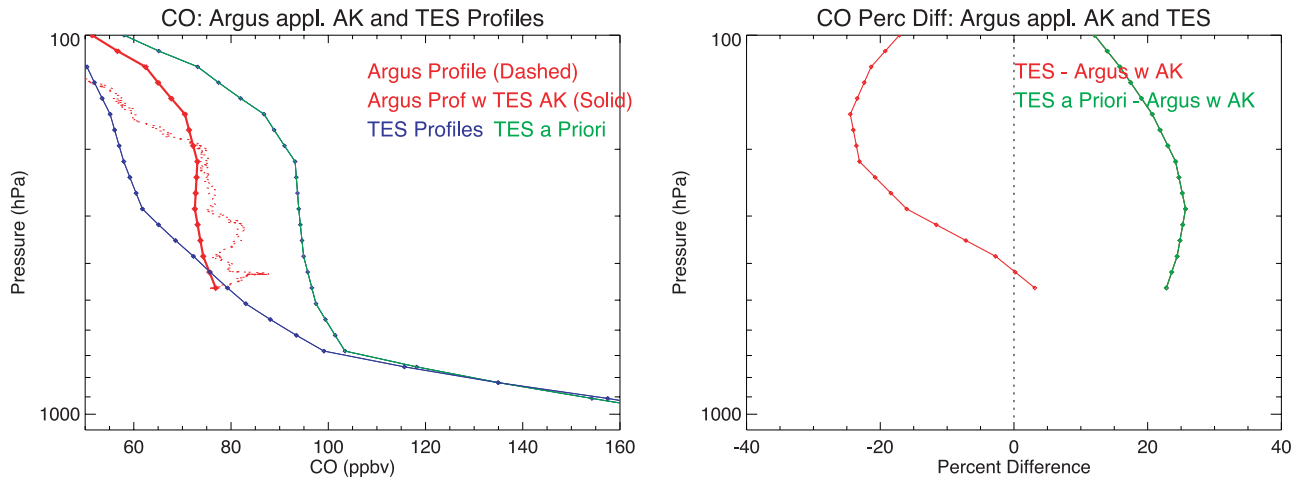 CO: Argus appl. AK and TES Profiles
100
1000
Pressure (hPa)
Argus Profile (Dashed)
Argus Prof w TES AK (Solid)
TES Profiles TES a Priori
60 80 100 120 140 160
CO (ppbv)
CO Perc Diff: Argus appl. AK and TES
100
1000
Pressure (hPa)
TES - Argus w AK
TES a Priori - Argus w AK
-40 -20 0 20 40
Percent Difference